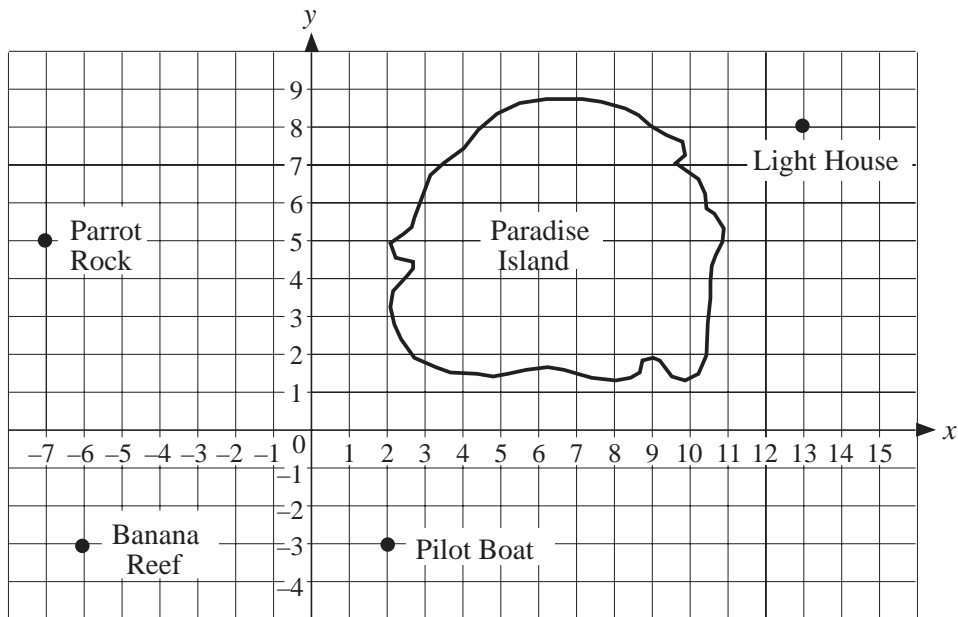 y
9
8
7
6
5
4
3
2
1
0
Light House
Parrot
Rock
Paradise
Island
x
–7 –6 –5 –4 –3 –2 –1
1 2 3 4 5 6 7 8 9 10 11 12 13 14 15
–1
–2
–3
–4
Banana
Reef
Pilot Boat